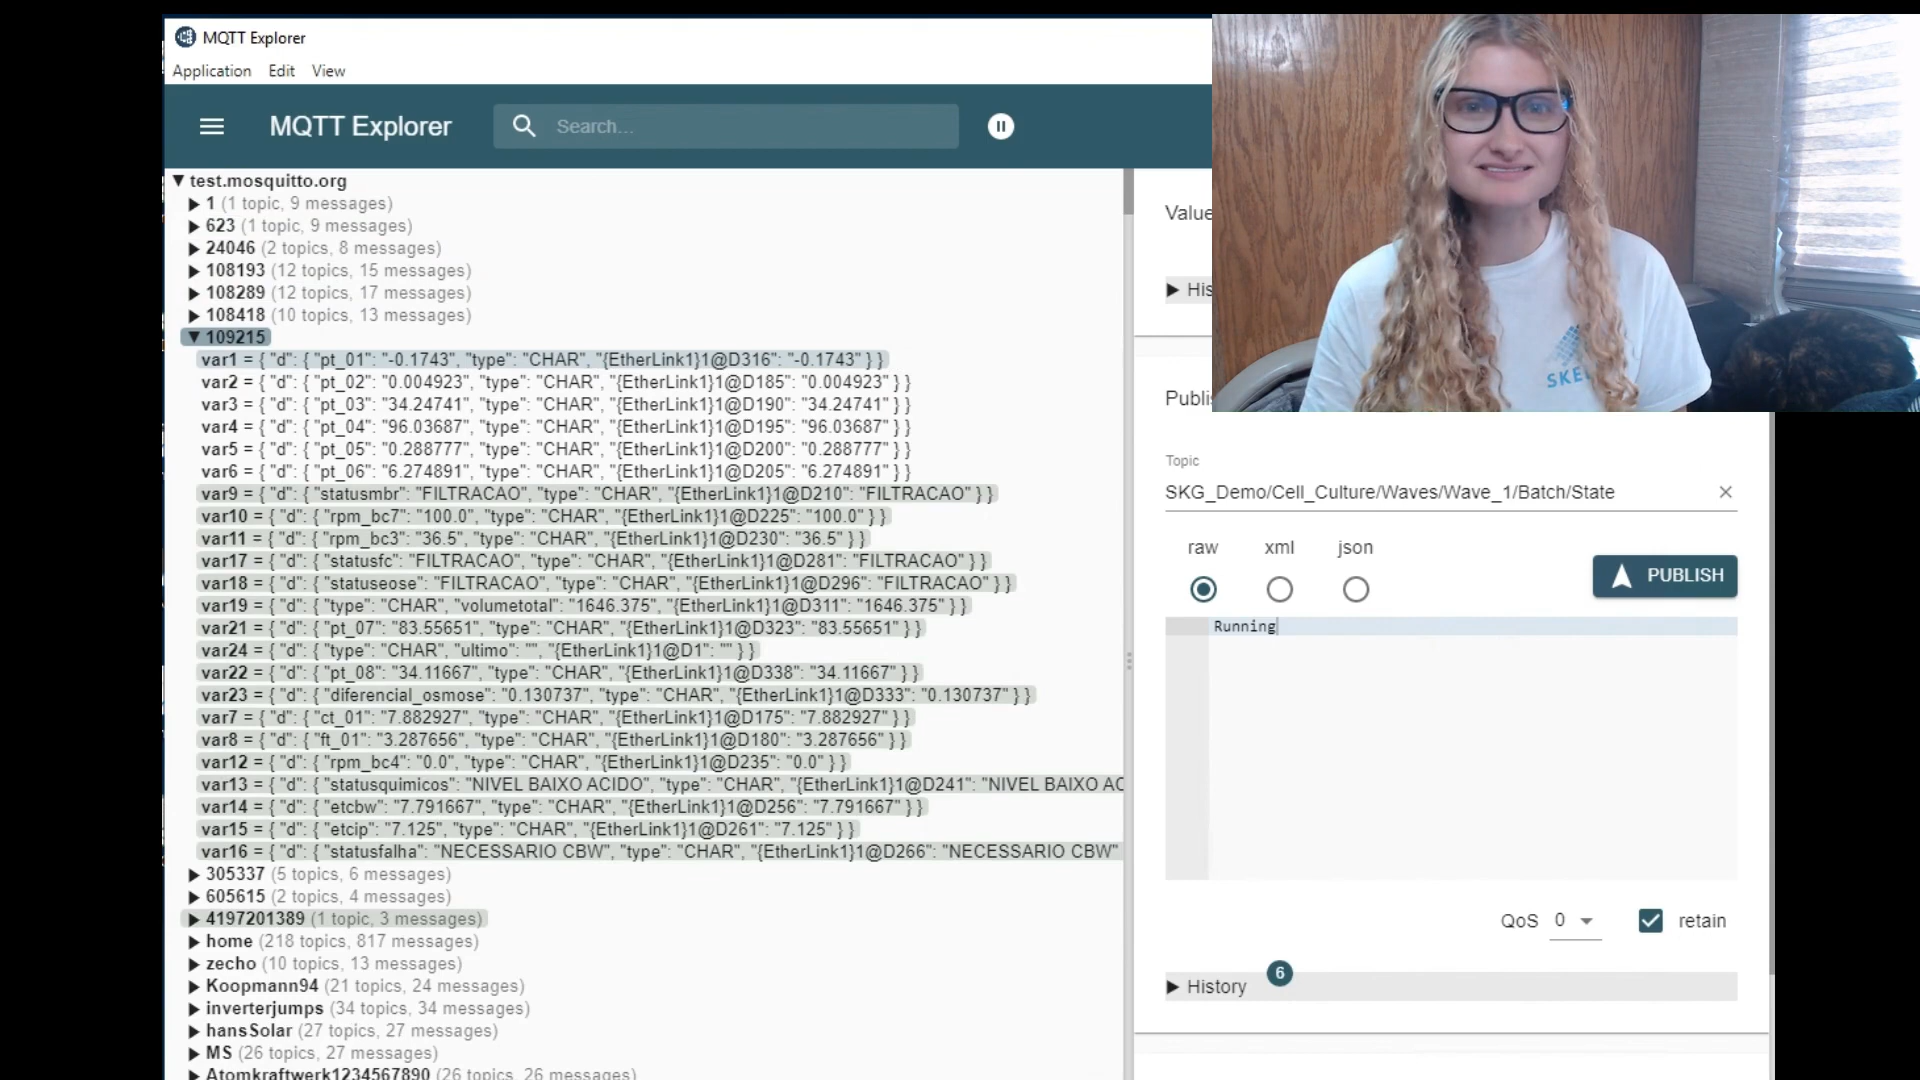 MQTT Explorer
Application Edit View
MQTT Explorer
Search...
test.mosquitto.org
1 (1 topic, 9 messages)
623 (1 topic, 9 messages)
24046 (2 topics, 8 messages)
108193 (12 topics, 15 messages)
108289 (12 topics, 17 messages)
108418 (10 topics, 13 messages)
109215
var1 = { "d": { "pt_01": "-0.1743", "type": "CHAR", "{EtherLink1}1@D316": "-0.1743" } }
var2 = { "d": { "pt_02": "0.004923", "type": "CHAR", "{EtherLink1}1@D185": "0.004923" } }
var3 = { "d": { "pt_03": "34.24741", "type": "CHAR", "{EtherLink1}1@D190": "34.24741" } }
var4 = { "d": { "pt_04": "96.03687", "type": "CHAR", "{EtherLink1}1@D195": "96.03687" } }
var5 = { "d": { "pt_05": "0.288777", "type": "CHAR", "{EtherLink1}1@D200": "0.288777" } }
var6 = { "d": { "pt_06": "6.274891", "type": "CHAR", "{EtherLink1}1@D205": "6.274891" } }
var9 = { "d": { "statusmbr": "FILTRACAO", "type": "CHAR", "{EtherLink1}1@D210": "FILTRACAO" } }
var10 = { "d": { "rpm_bc7": "100.0", "type": "CHAR", "{EtherLink1}1@D225": "100.0" } }
var11 = { "d": { "rpm_bc3": "36.5", "type": "CHAR", "{EtherLink1}1@D230": "36.5" } }
var17 = { "d": { "statusfc": "FILTRACAO", "type": "CHAR", "{EtherLink1}1@D281": "FILTRACAO" } }
var18 = { "d": { "statuseose": "FILTRACAO", "type": "CHAR", "{EtherLink1}1@D296": "FILTRACAO" } }
var19 = { "d": { "type": "CHAR", "volumetotal": "1646.375", "{EtherLink1}1@D311": "1646.375" } }
var21 = { "d": { "pt_07": "83.55651", "type": "CHAR", "{EtherLink1}1@D323": "83.55651" } }
var24 = { "d": { "type": "CHAR", "ultimo": "", "{EtherLink1}1@D1": "" } }
var22 = { "d": { "pt_08": "34.11667", "type": "CHAR", "{EtherLink1}1@D338": "34.11667" } }
var23 = { "d": { "diferencial_osmose": "0.130737", "type": "CHAR", "{EtherLink1}1@D333": "0.130737" } }
var7 = { "d": { "ct_01": "7.882927", "type": "CHAR", "{EtherLink1}1@D175": "7.882927" } }
var8 = { "d": { "ft_01": "3.287656", "type": "CHAR", "{EtherLink1}1@D180": "3.287656" } }
var12 = { "d": { "rpm_bc4": "0.0", "type": "CHAR", "{EtherLink1}1@D235": "0.0" } }
var13 = { "d": { "statusquimicos": "NIVEL BAIXO ACIDO", "type": "CHAR", "{EtherLink1}1@D241": "NIVEL BAIXO AC
var14 = { "d": { "etcbw": "7.791667", "type": "CHAR", "{EtherLink1}1@D256": "7.791667" } }
var15 = { "d": { "etcip": "7.125", "type": "CHAR", "{EtherLink1}1@D261": "7.125" } }
var16 = { "d": { "statusfalha": "NECESSARIO CBW", "type": "CHAR", "{EtherLink1}1@D266": "NECESSARIO CBW"
305337 (5 topics, 6 messages)
605615 (2 topics, 4 messages)
4197201389 (1 topic, 3 messages)
home (218 topics, 817 messages)
zecho (10 topics, 13 messages)
Koopmann94 (21 topics, 24 messages)
inverterjumps (34 topics, 34 messages)
hansSolar (27 topics, 27 messages)
MS (26 topics, 27 messages)
Atomkraftwerk1234567890 (26 topics, 26 messages)
Value
His
Publi
SKE
Topic
SKG_Demo/Cell_Culture/Waves/Wave_1/Batch/State
raw xml json
PUBLISH
Running
QoS 0 retain
History 6